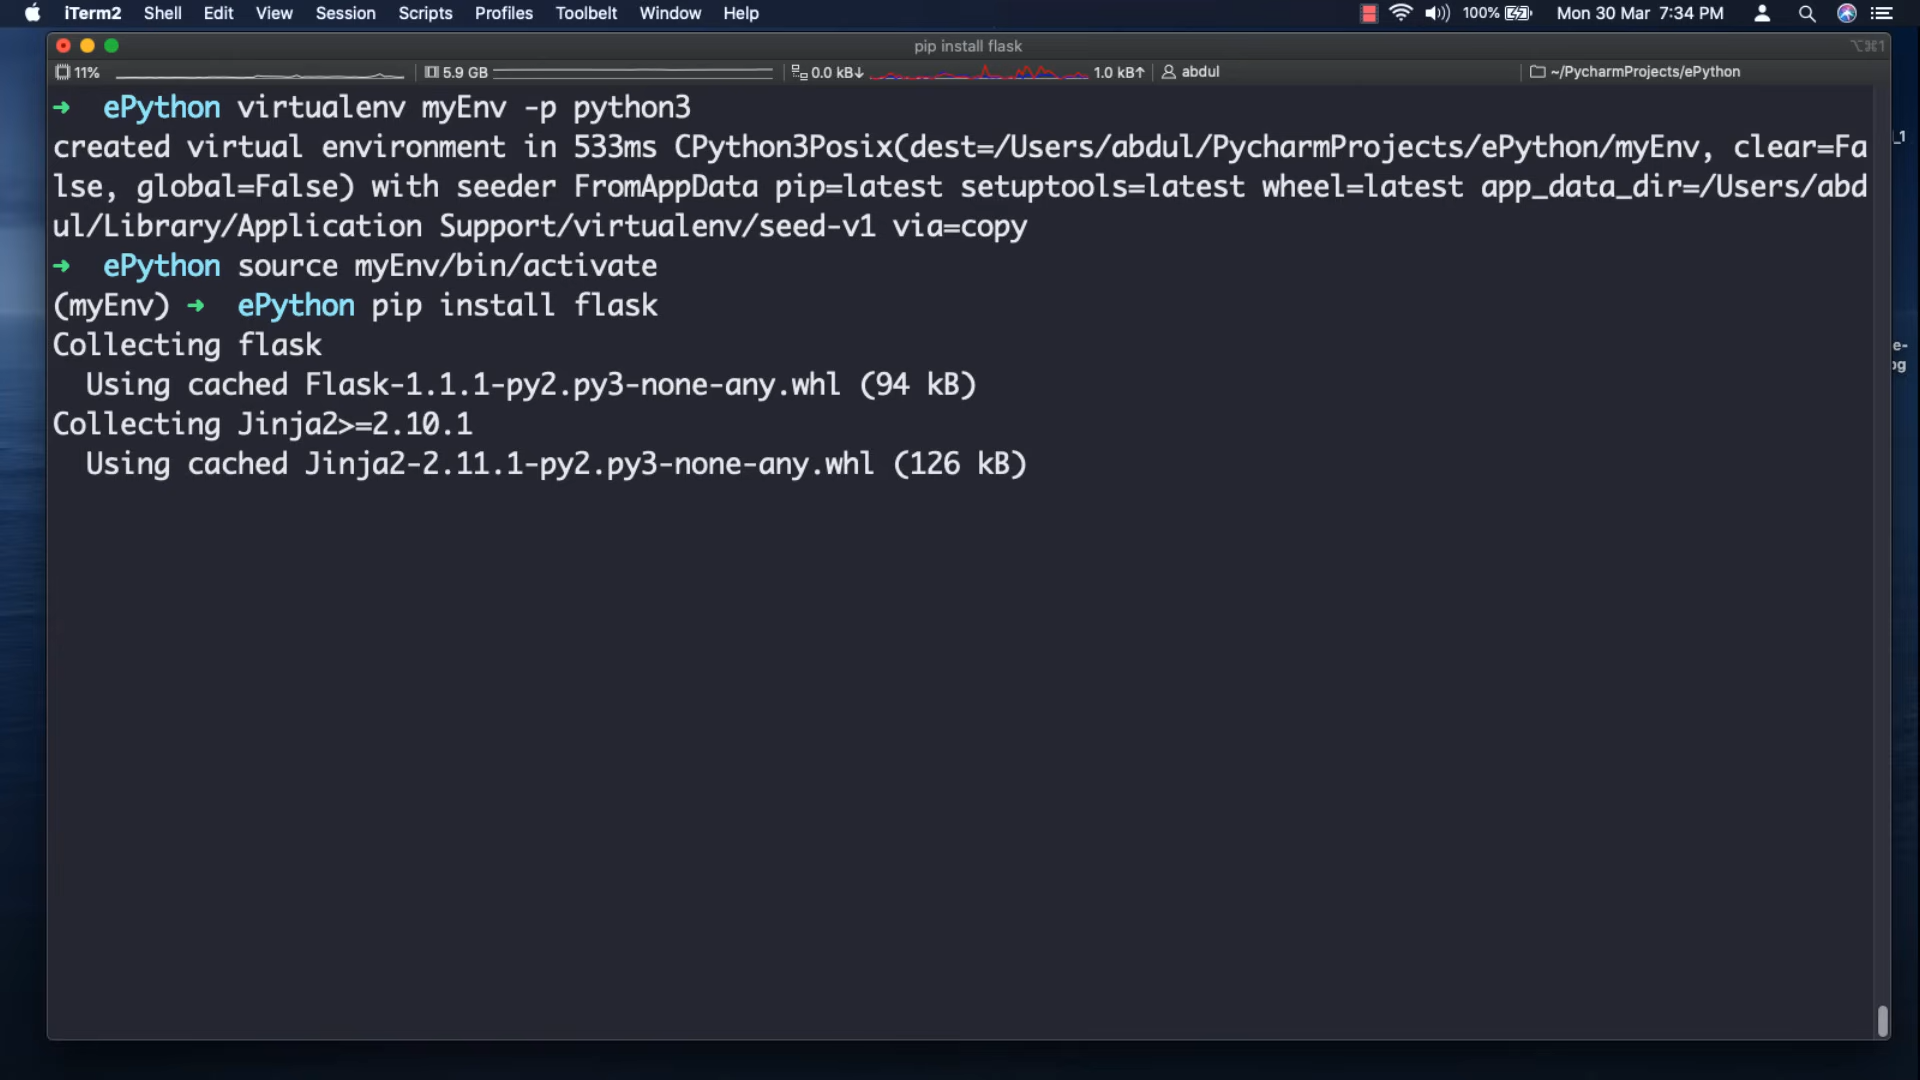 iTerm2 Shell Edit View Session Scripts Profiles Toolbelt Window Help 100% Mon 30 Mar 7:34 PM
pip install flask ⌥⌘1
11% 5.9 GB 0.0 kB↓ 1.0 kB↑ abdul ~/PycharmProjects/ePython
➜ ePython virtualenv myEnv -p python3
created virtual environment in 533ms CPython3Posix(dest=/Users/abdul/PycharmProjects/ePython/myEnv, clear=Fa
lse, global=False) with seeder FromAppData pip=latest setuptools=latest wheel=latest app_data_dir=/Users/abd
ul/Library/Application Support/virtualenv/seed-v1 via=copy
➜ ePython source myEnv/bin/activate
(myEnv) ➜ ePython pip install flask
Collecting flask
Using cached Flask-1.1.1-py2.py3-none-any.whl (94 kB)
Collecting Jinja2>=2.10.1
Using cached Jinja2-2.11.1-py2.py3-none-any.whl (126 kB)